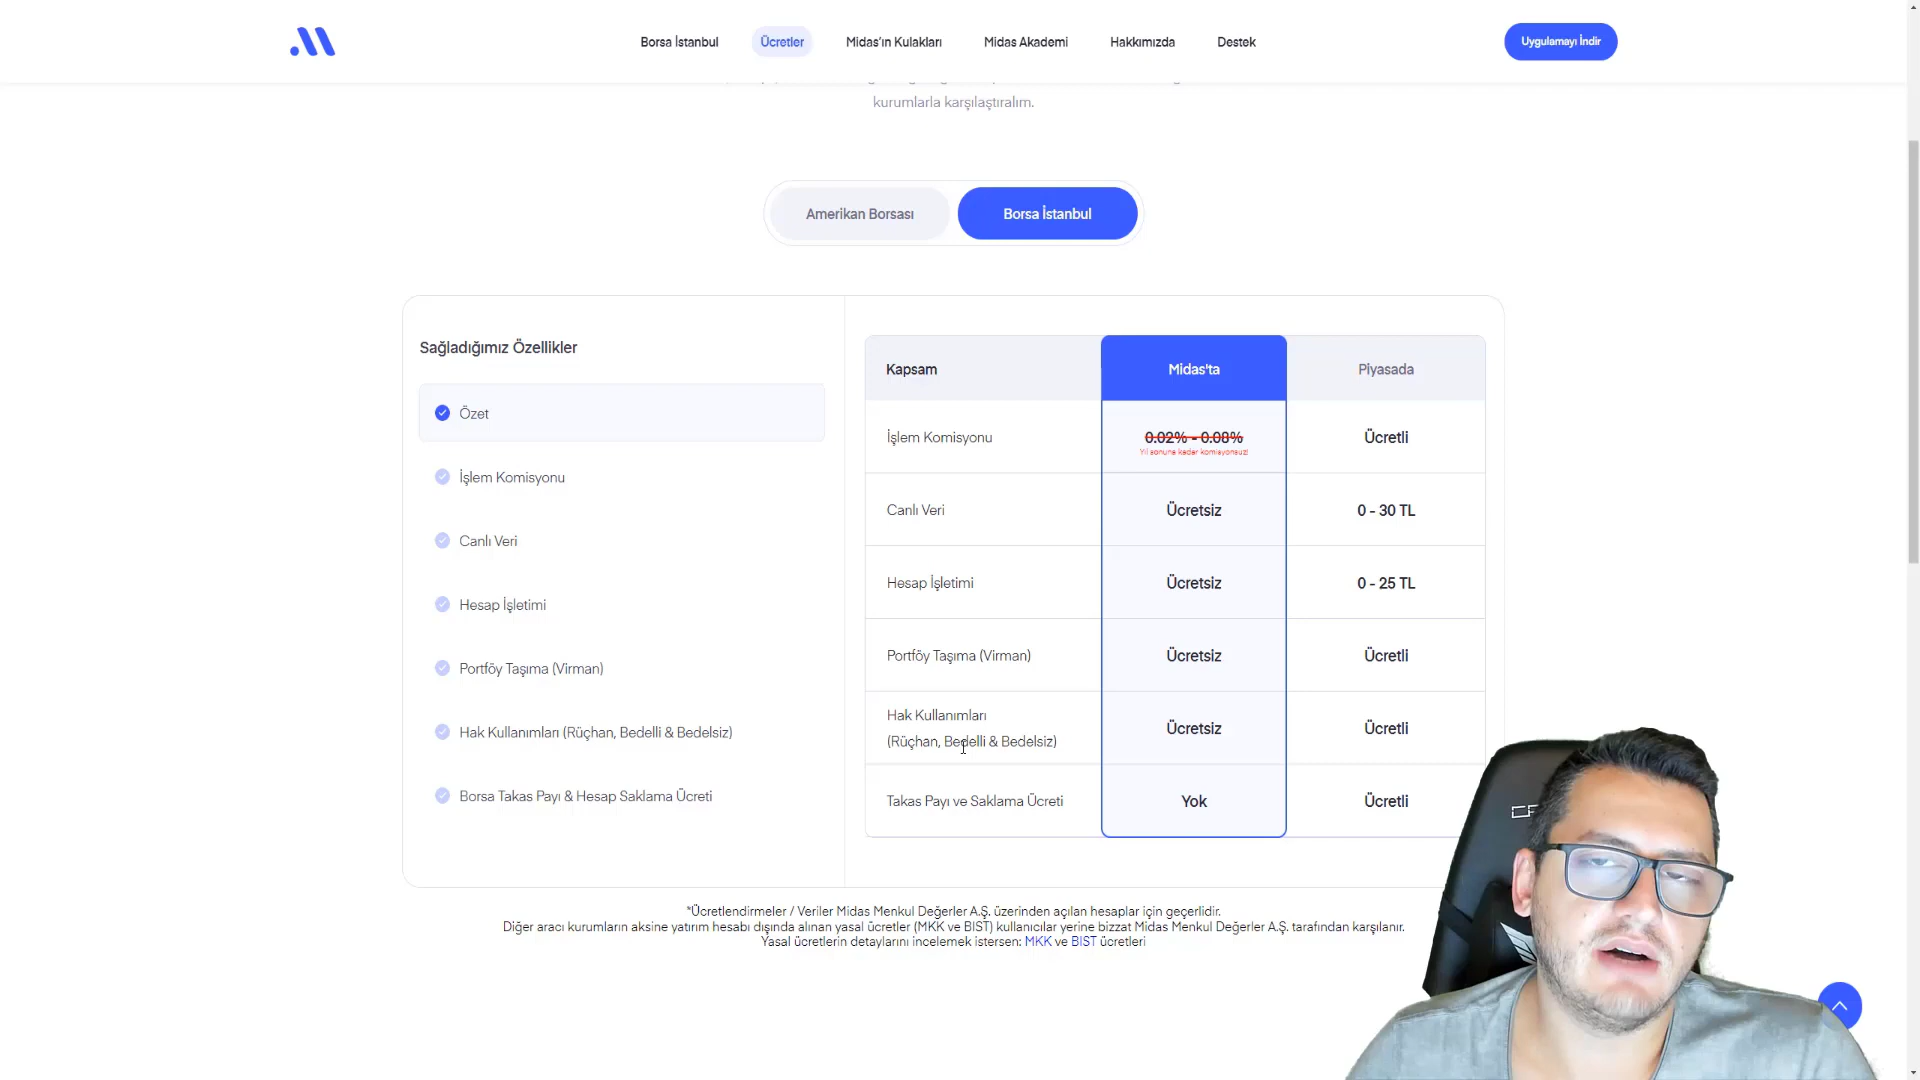 Borsa İstanbul
Ücretler
Midas'ın Kulakları
Midas Akademi
Hakkımızda
Destek
Uygulamayı İndir
kurumlarla karşılaştıralım.
Amerikan Borsası
Borsa İstanbul
Sağladığımız Özellikler
Özet
İşlem Komisyonu
Canlı Veri
Hesap İşletimi
Portföy Taşıma (Virman)
Hak Kullanımları (Rüçhan, Bedelli & Bedelsiz)
Borsa Takas Payı & Hesap Saklama Ücreti
Kapsam Midas'ta Piyasada
İşlem Komisyonu 0.02% - 0.08% Ücretli
Yıl sonuna kadar komisyonsuz!
Canlı Veri Ücretsiz 0 - 30 TL
Hesap İşletimi Ücretsiz 0 - 25 TL
Portföy Taşıma (Virman) Ücretsiz Ücretli
Hak Kullanımları
(Rüçhan, Bedelli & Bedelsiz) Ücretsiz Ücretli
Takas Payı ve Saklama Ücreti Yok Ücretli
*Ücretlendirmeler / Veriler Midas Menkul Değerler A.Ş. üzerinden açılan hesaplar için geçerlidir.
Diğer aracı kurumların aksine yatırım hesabı dışında alınan yasal ücretler (MKK ve BIST) kullanıcılar yerine bizzat Midas Menkul Değerler A.Ş. tarafından karşılanır.
Yasal ücretlerin detaylarını incelemek istersen: MKK ve BIST ücretleri